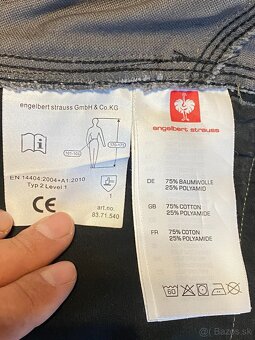 engelbert strauss GmbH & Co.KG
EN 14404:2004+A1:2010
Typ 2 Level 1
1
art.no.
83.71.540
engelbert strauss
DE 75% BAUMWOLLE
25% POLYAMID
GB 75% COTTON
25% POLYAMIDE
FR 75% COTON
25% POLYAMIDE
60
© Bazos.sk